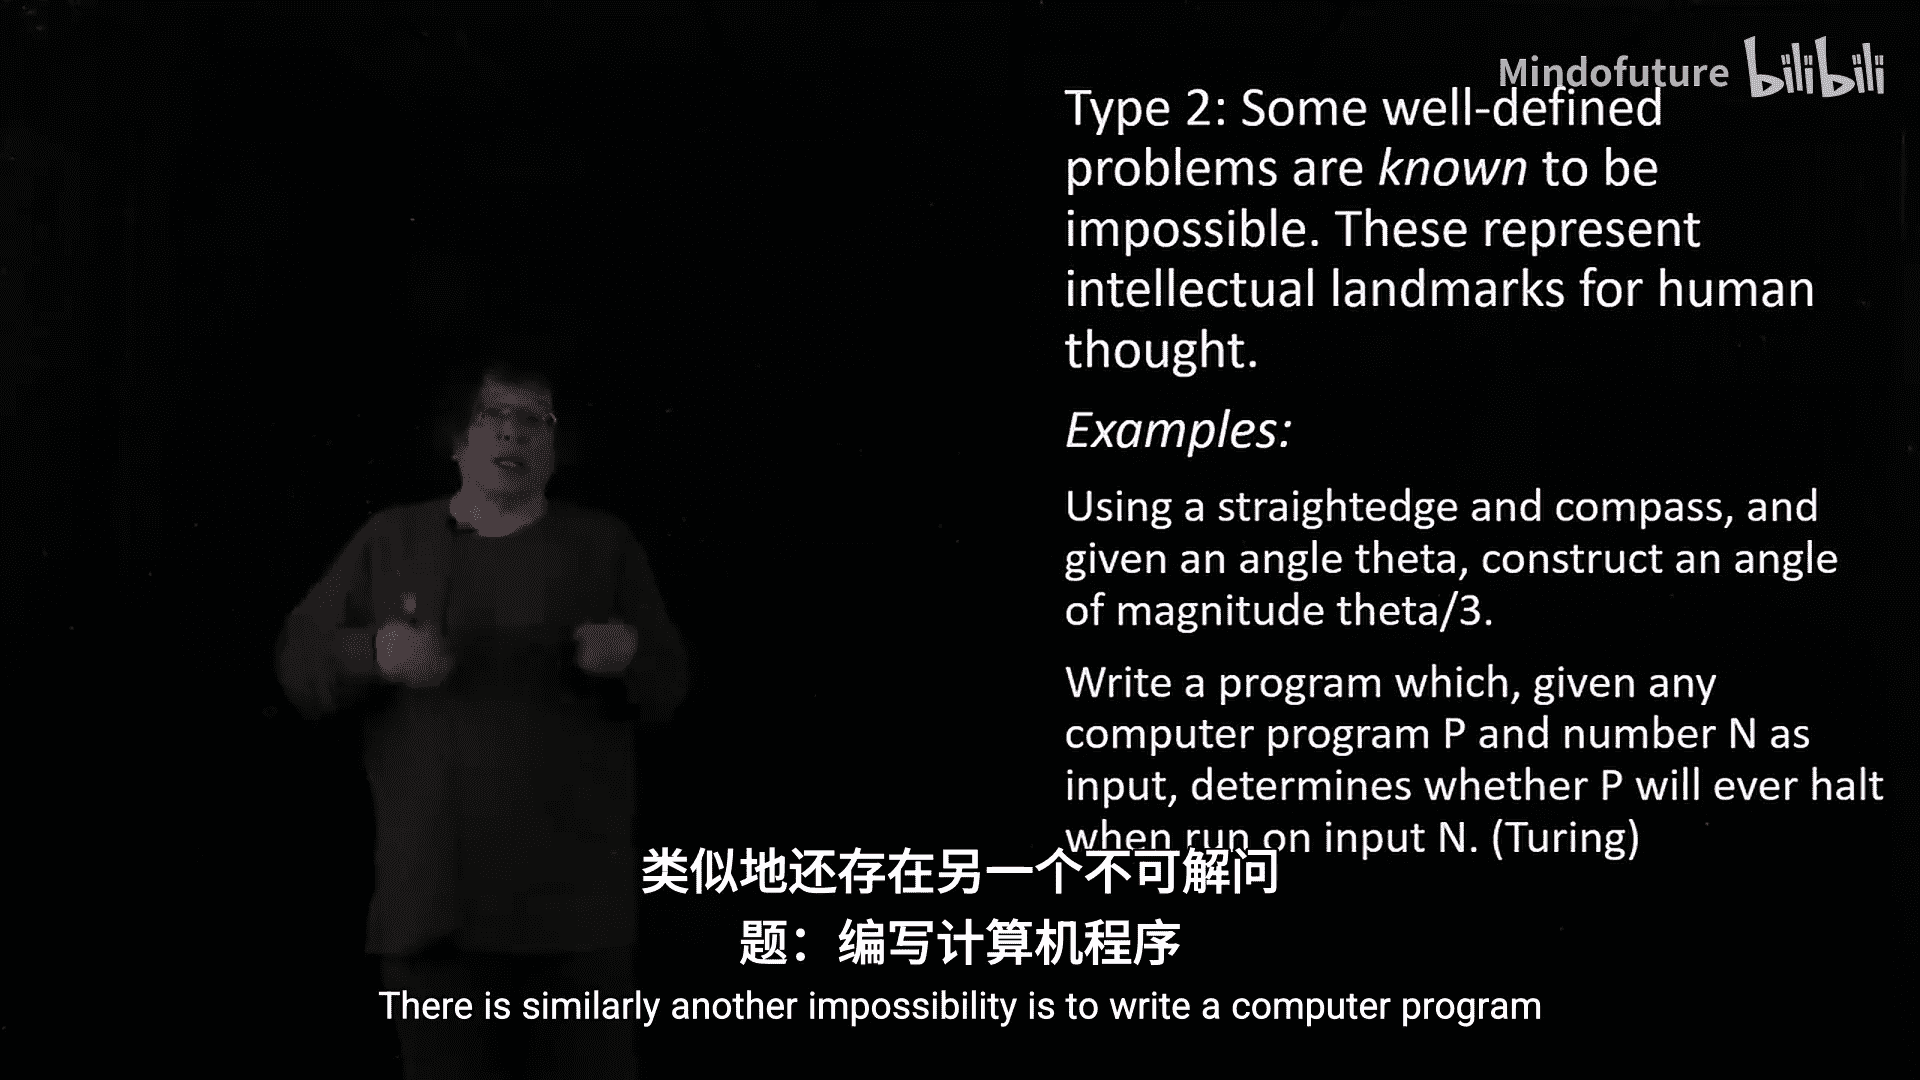 Mindofuture bilibili
Type 2: Some well-defined
problems are known to be
impossible. These represent
intellectual landmarks for human
thought.
Examples:
Using a straightedge and compass, and
given an angle theta, construct an angle
of magnitude theta/3.
Write a program which, given any
computer program P and number N as
input, determines whether P will ever halt
when run on input N. (Turing)
类似地还存在另一个不可解问
题：编写计算机程序
There is similarly another impossibility is to write a computer program